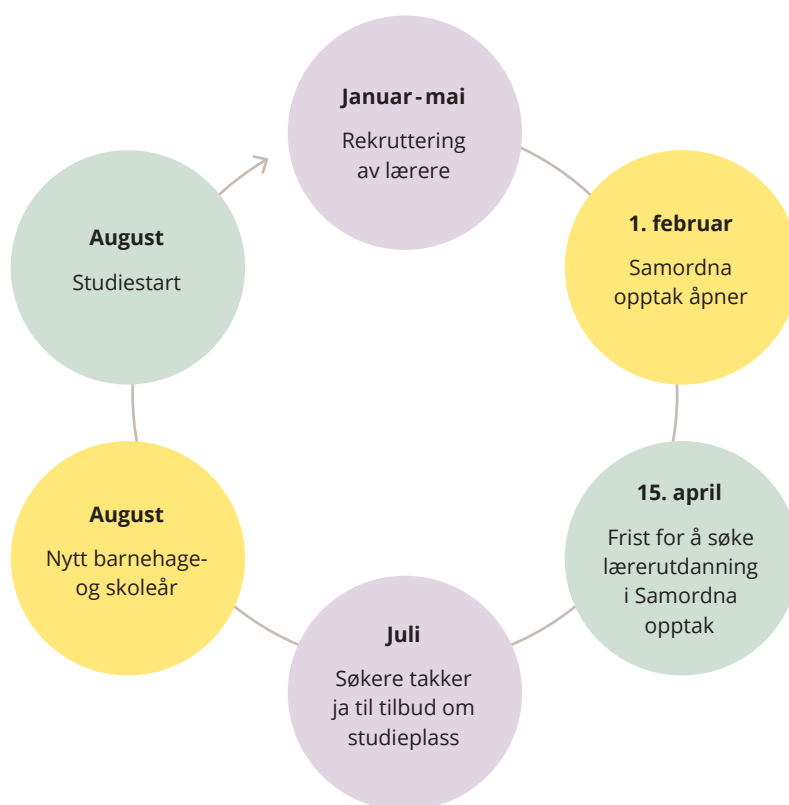 Januar - mai
Rekruttering
av lærere
1. februar
Samordna
opptak åpner
15. april
Frist for å søke
lærerutdanning
i Samordna
opptak
Juli
Søkere takker
ja til tilbud om
studieplass
August
Nytt barnehage-
og skoleår
August
Studiestart